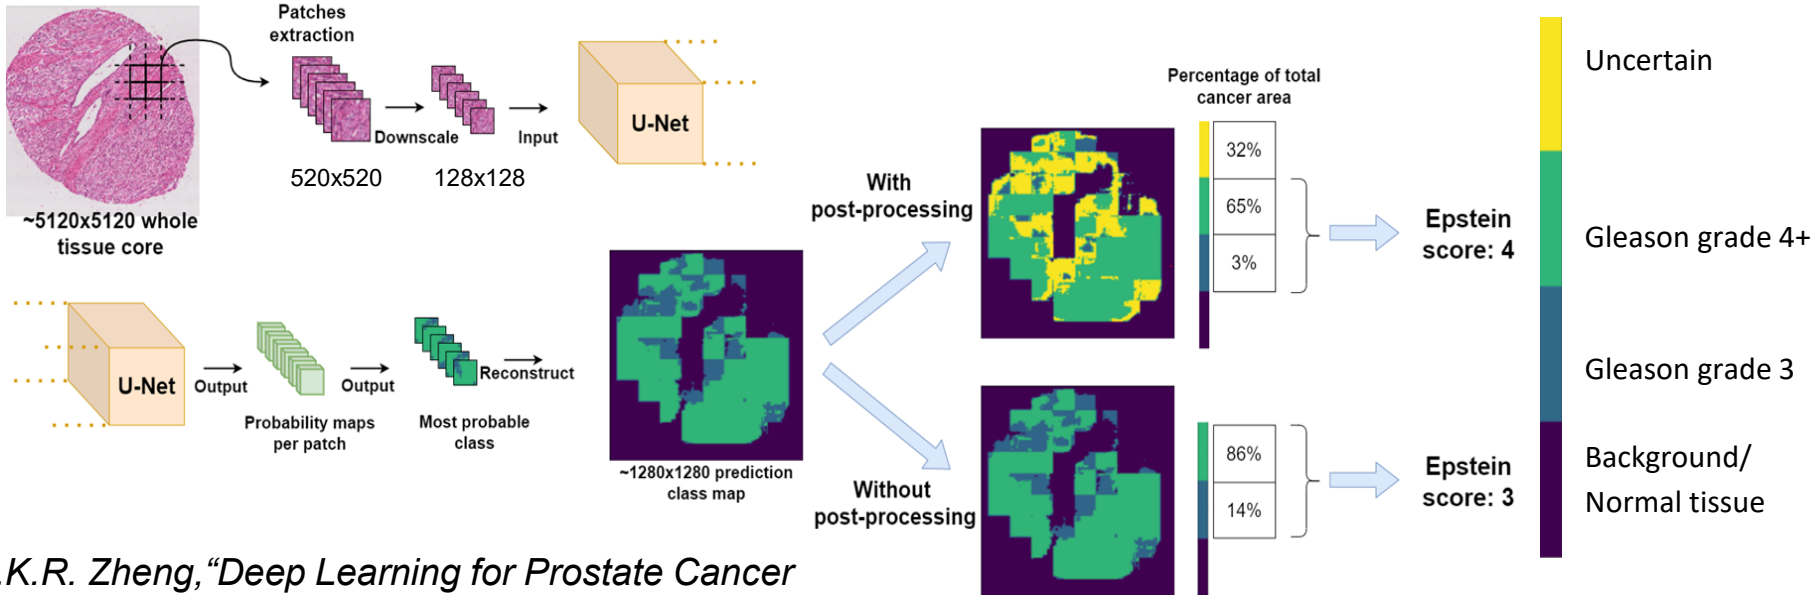 Patches
extraction
Downscale
Input
U-Net
520x520
128x128
~5120x5120 whole
tissue core
U-Net
Output
Output
Reconstruct
Probability maps
per patch
Most probable
class
~1280x1280 prediction
class map
With
post-processing
Without
post-processing
Percentage of total
cancer area
32%
65%
3%
Epstein
score: 4
86%
14%
Epstein
score: 3
Uncertain
Gleason grade 4+
Gleason grade 3
Background/
Normal tissue
.K.R. Zheng,“Deep Learning for Prostate Cancer